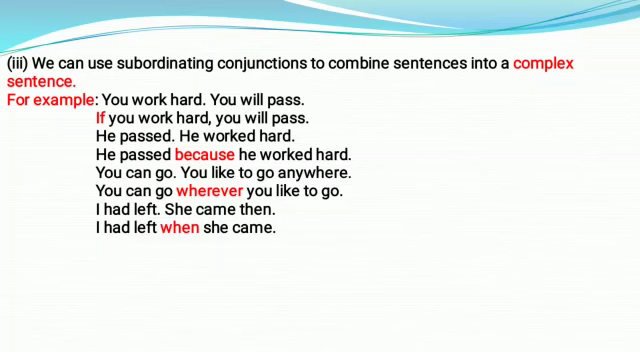 (iii) We can use subordinating conjunctions to combine sentences into a complex
sentence.
For example: You work hard. You will pass.
If you work hard, you will pass.
He passed. He worked hard.
He passed because he worked hard.
You can go. You like to go anywhere.
You can go wherever you like to go.
I had left. She came then.
I had left when she came.